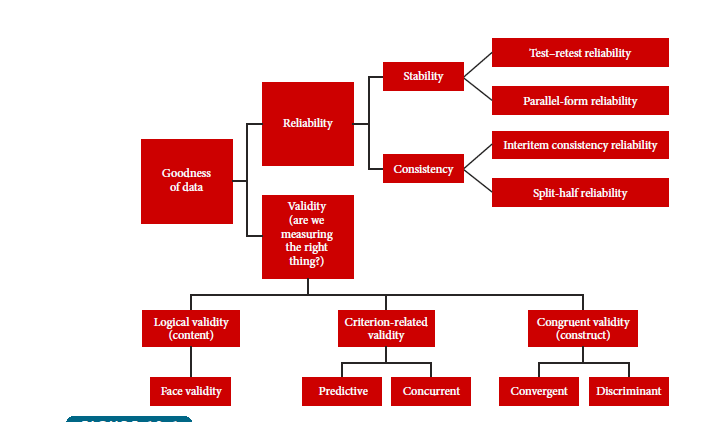 Test–retest reliability
Stability
Parallel-form reliability
Reliability
Interitem consistency reliability
Consistency
Split-half reliability
Goodness
of data
Validity
(are we
measuring
the right
thing?)
Logical validity
(content)
Criterion-related
validity
Congruent validity
(construct)
Face validity
Predictive
Concurrent
Convergent
Discriminant